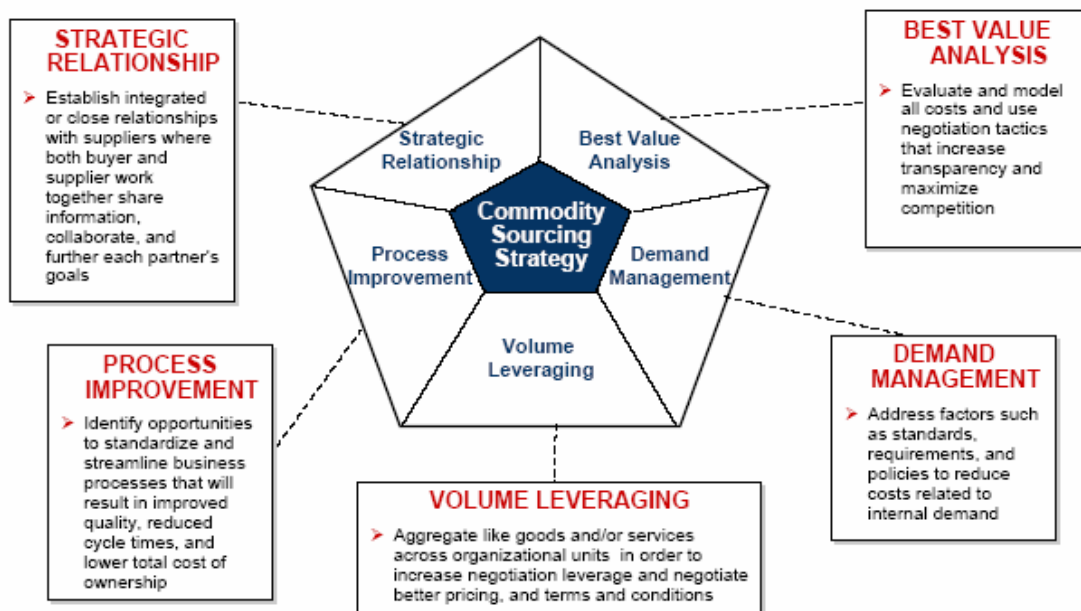 STRATEGIC
RELATIONSHIP
➤ Establish integrated
or close relationships
with suppliers where
both buyer and
supplier work
together share
information,
collaborate, and
further each partner's
goals
BEST VALUE
ANALYSIS
➤ Evaluate and model
all costs and use
negotiation tactics
that increase
transparency and
maximize
competition
Strategic
Relationship
Best Value
Analysis
Commodity
Sourcing
Strategy
Process
Improvement
Demand
Management
Volume
Leveraging
PROCESS
IMPROVEMENT
➤ Identify opportunities
to standardize and
streamline business
processes that will
result in improved
quality, reduced
cycle times, and
lower total cost of
ownership
VOLUME LEVERAGING
➤ Aggregate like goods and/or services
across organizational units in order to
increase negotiation leverage and negotiate
better pricing, and terms and conditions
DEMAND
MANAGEMENT
➤ Address factors such
as standards,
requirements, and
policies to reduce
costs related to
internal demand